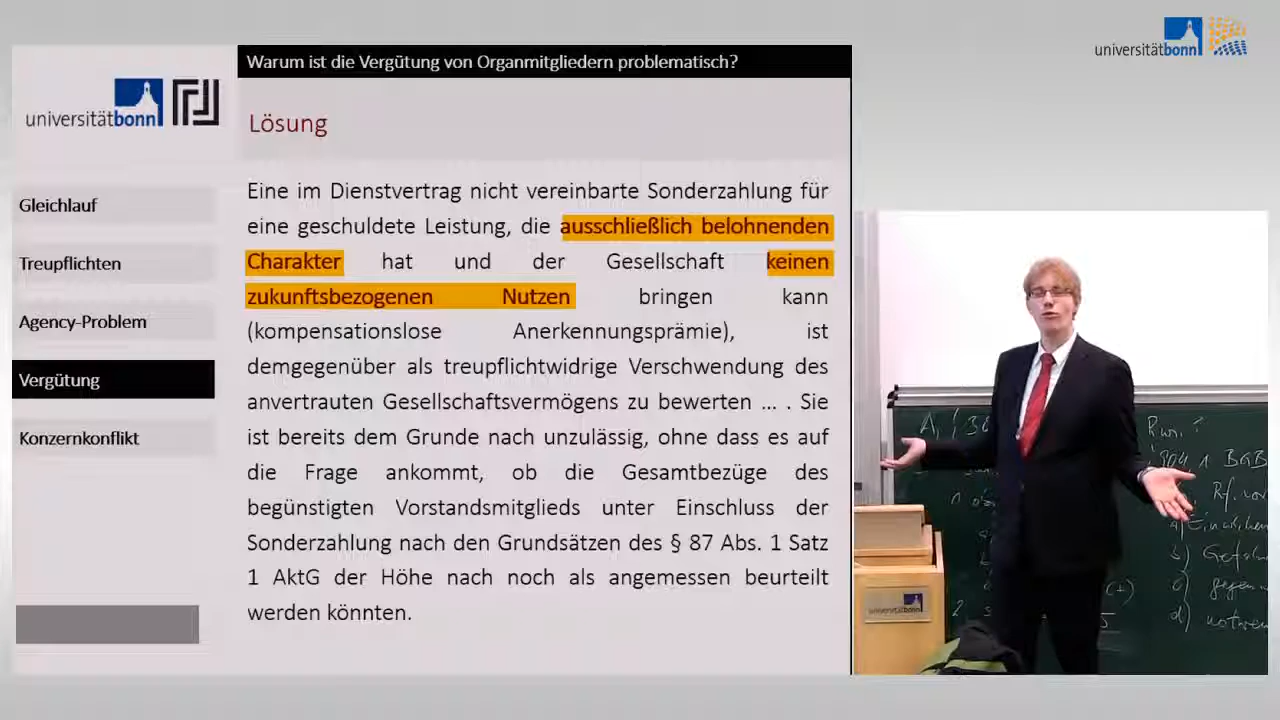 universitätbonn
Warum ist die Vergütung von Organmitgliedern problematisch?
universitätbonn
Lösung
Gleichlauf
Treupflichten
Agency-Problem
Vergütung
Konzernkonflikt
Eine im Dienstvertrag nicht vereinbarte Sonderzahlung für
eine geschuldete Leistung, die ausschließlich belohnenden
Charakter hat und der Gesellschaft keinen
zukunftsbezogenen Nutzen bringen kann
(kompensationslose Anerkennungsprämie), ist
demgegenüber als treupflichtwidrige Verschwendung des
anvertrauten Gesellschaftsvermögens zu bewerten ... . Sie
ist bereits dem Grunde nach unzulässig, ohne dass es auf
die Frage ankommt, ob die Gesamtbezüge des
begünstigten Vorstandsmitglieds unter Einschluss der
Sonderzahlung nach den Grundsätzen des § 87 Abs. 1 Satz
1 AktG der Höhe nach noch als angemessen beurteilt
werden könnten.
universitätbonn
BGB
(+)